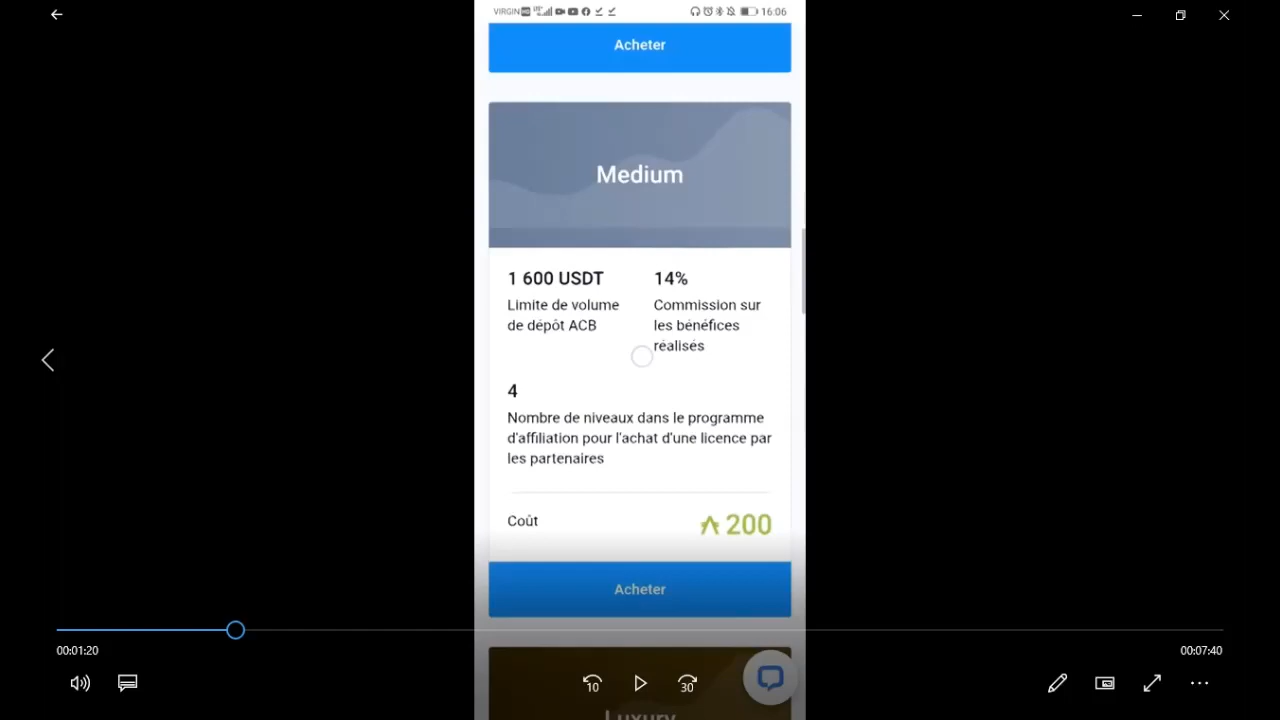 VIRGIN 16:06
Acheter
Medium
1 600 USDT
Limite de volume
de dépôt ACB
14%
Commission sur
les bénéfices
réalisés
4
Nombre de niveaux dans le programme
d'affiliation pour l'achat d'une licence par
les partenaires
Coût
200
Acheter
Luxury
00:01:20
00:07:40
10
30